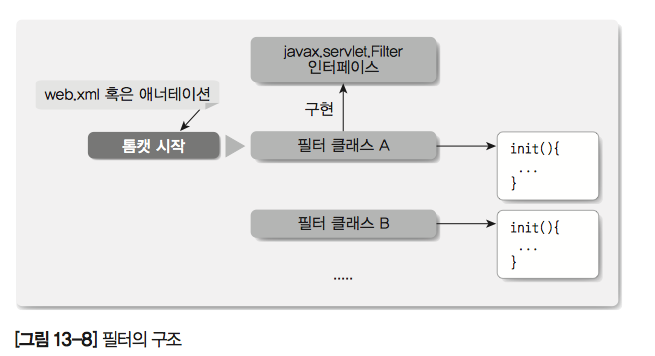 javax.servlet.Filter
인터페이스
web.xml 혹은 애너테이션
구현
톰캣 시작
필터 클래스 A
init(){
...
}
필터 클래스 B
init(){
...
}
.....
[그림 13-8] 필터의 구조